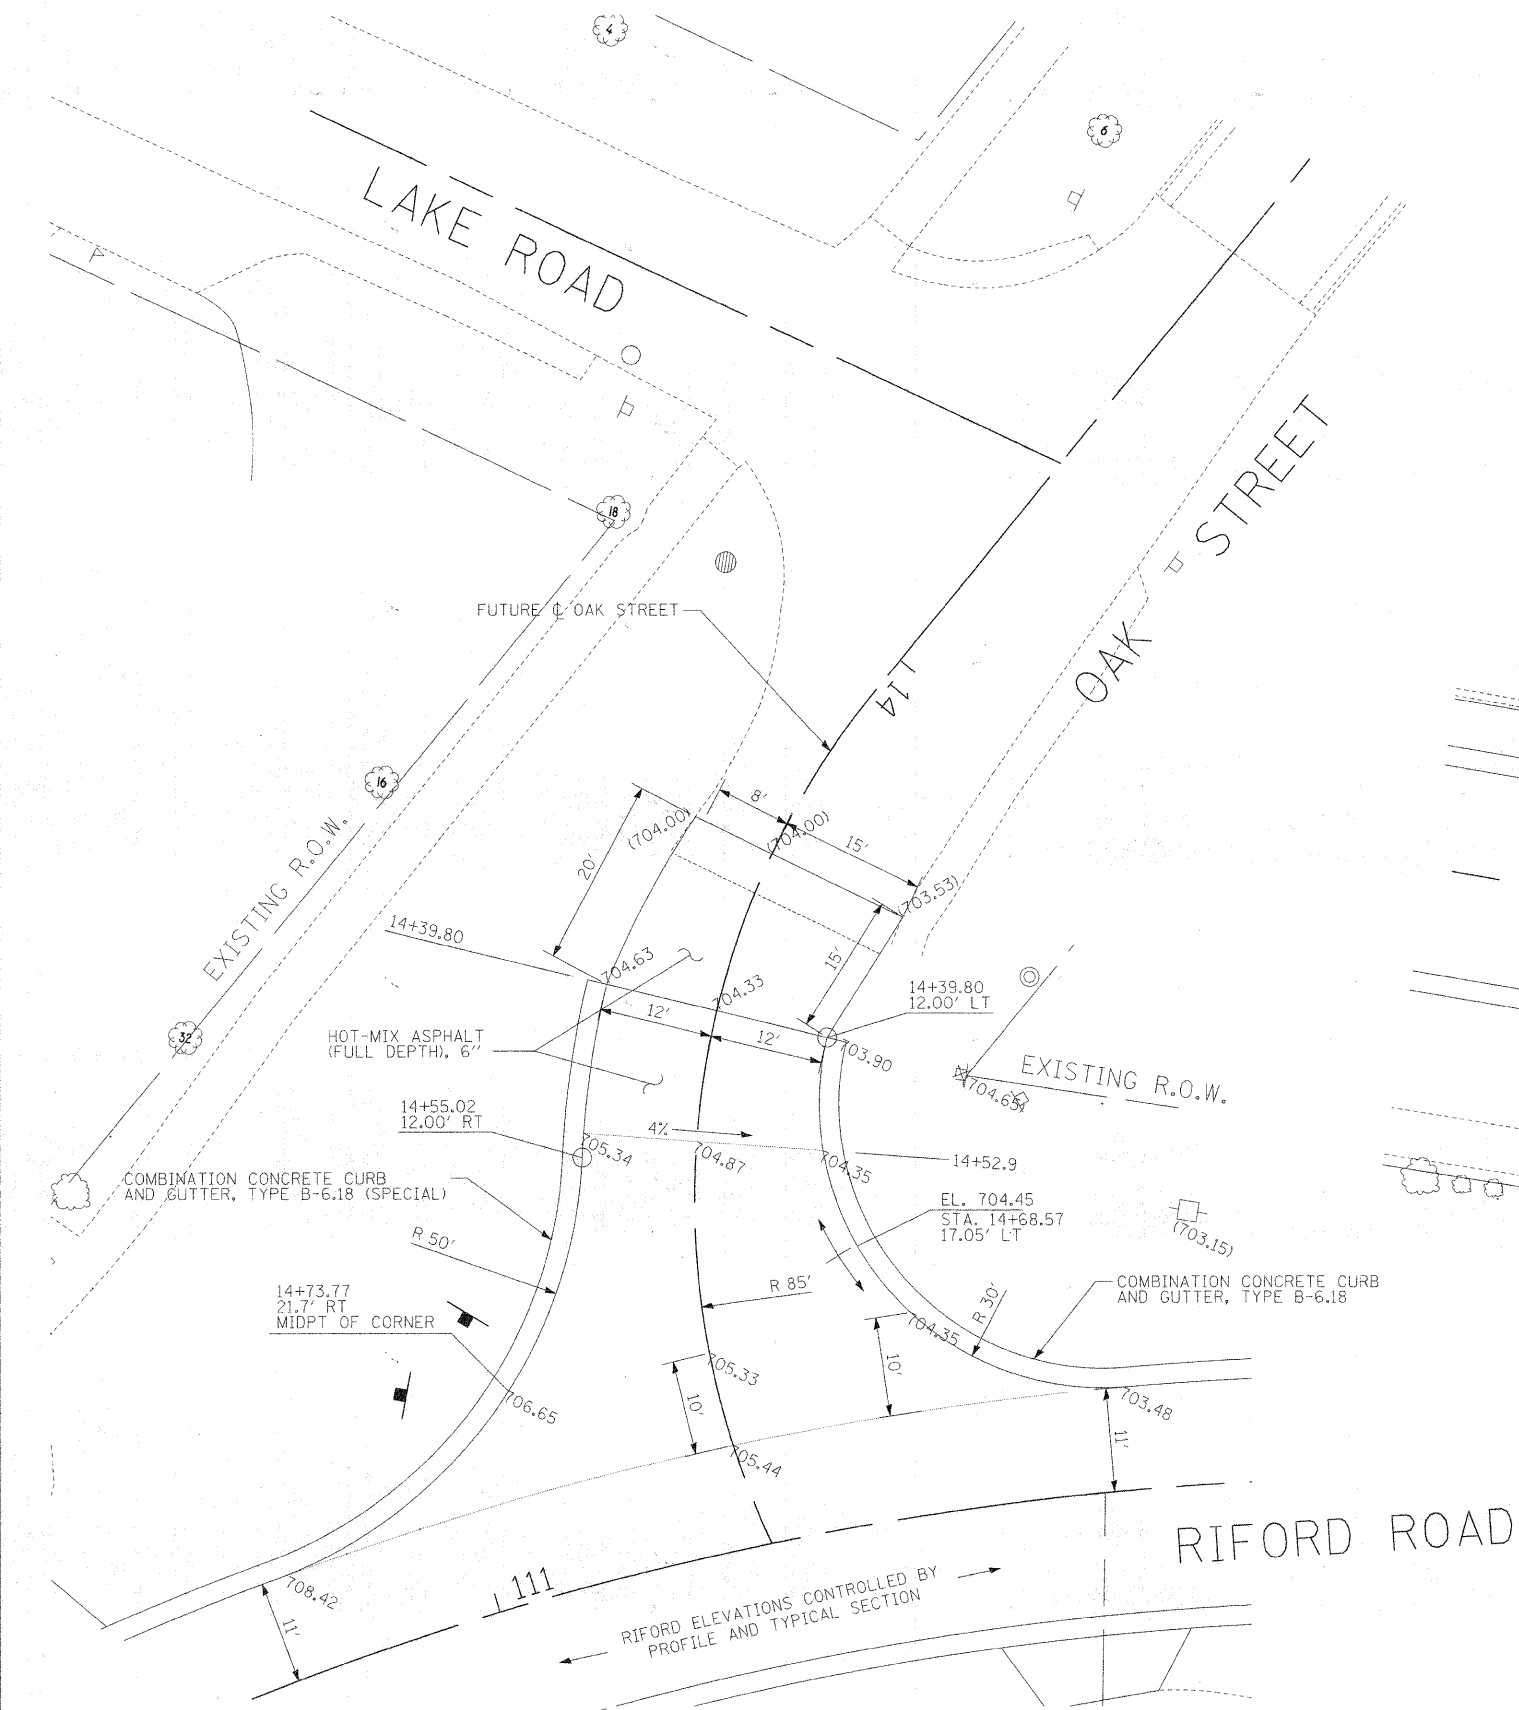 4
6
LAKE ROAD
18
FUTURE ℄ OAK STREET
OAK STREET
14
16
EXISTING R.O.W.
8'
(704.00)
(704.00)
15'
20'
(703.53)
14+39.80
704.63
15'
704.33
14+39.80
12.00' LT
12'
12'
32
HOT-MIX ASPHALT
(FULL DEPTH), 6"
703.90
EXISTING R.O.W.
(704.65)
14+55.02
12.00' RT
4%
705.34
704.87
704.35
14+52.9
COMBINATION CONCRETE CURB
AND GUTTER, TYPE B-6.18 (SPECIAL)
EL. 704.45
STA. 14+68.57
17.05' LT
(703.15)
R 50'
14+73.77
21.7' RT
MIDPT OF CORNER
R 85'
R 30'
COMBINATION CONCRETE CURB
AND GUTTER, TYPE B-6.18
704.35
10'
705.33
10'
706.65
703.48
11'
705.44
RIFORD ROAD
708.42
11'
111
RIFORD ELEVATIONS CONTROLLED BY
PROFILE AND TYPICAL SECTION